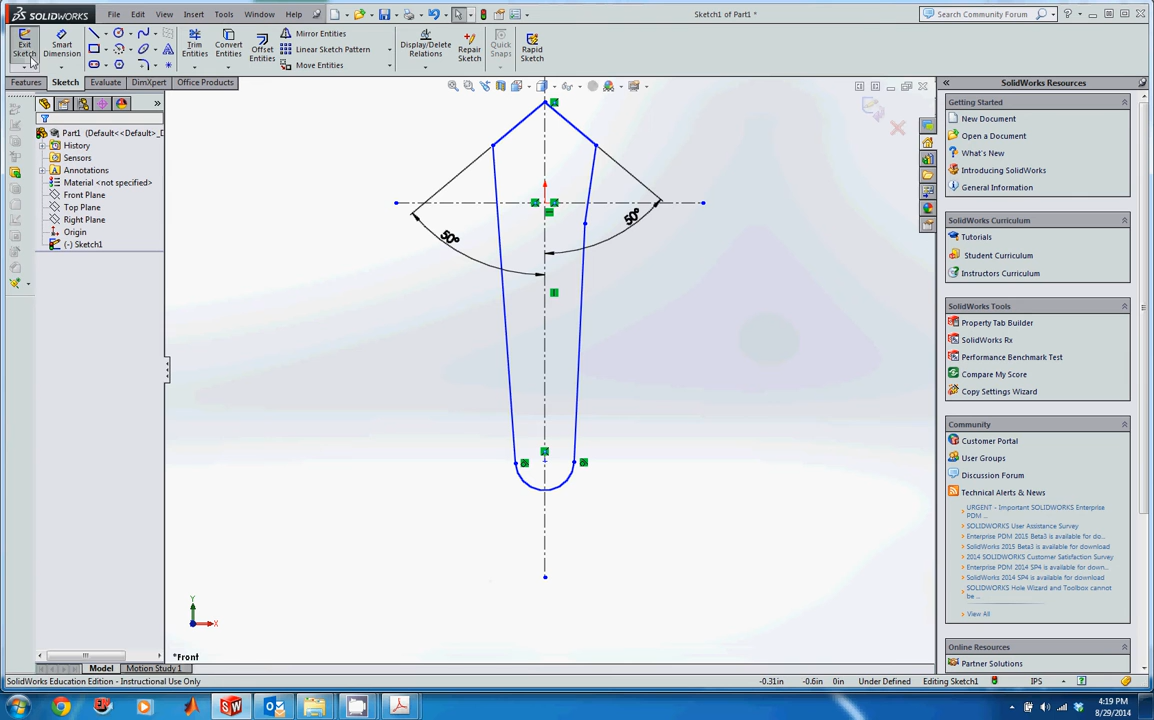 SOLIDWORKS
File Edit View Insert Tools Window Help
Sketch1 of Part1 *
Search Community Forum
Exit Sketch
Smart Dimension
Trim Entities
Convert Entities
Offset Entities
Mirror Entities
Linear Sketch Pattern
Move Entities
Display/Delete Relations
Repair Sketch
Quick Snaps
Rapid Sketch
Features Sketch Evaluate DimXpert Office Products
Part1 (Default<<Default>_D
History
Sensors
Annotations
Material <not specified>
Front Plane
Top Plane
Right Plane
Origin
(-) Sketch1
50°
50°
Y
X
*Front
SolidWorks Resources
Getting Started
New Document
Open a Document
What's New
Introducing SolidWorks
General Information
SolidWorks Curriculum
Tutorials
Student Curriculum
Instructors Curriculum
SolidWorks Tools
Property Tab Builder
SolidWorks Rx
Performance Benchmark Test
Compare My Score
Copy Settings Wizard
Community
Customer Portal
User Groups
Discussion Forum
Technical Alerts & News
URGENT - Important SOLIDWORKS Enterprise
PDM ...
SOLIDWORKS User Assistance Survey
Enterprise PDM 2015 Beta3 is available for do...
SolidWorks 2015 Beta3 is available for download
2014 SOLIDWORKS Customer Satisfaction Survey
Enterprise PDM 2014 SP4 is available for down...
SolidWorks 2014 SP4 is available for download
SOLIDWORKS Hole Wizard and Toolbox cannot
be ...
View All
Online Resources
Partner Solutions
Model Motion Study 1
SolidWorks Education Edition - Instructional Use Only
-0.31in -0.6in 0in Under Defined Editing Sketch1 IPS
4:19 PM
8/29/2014